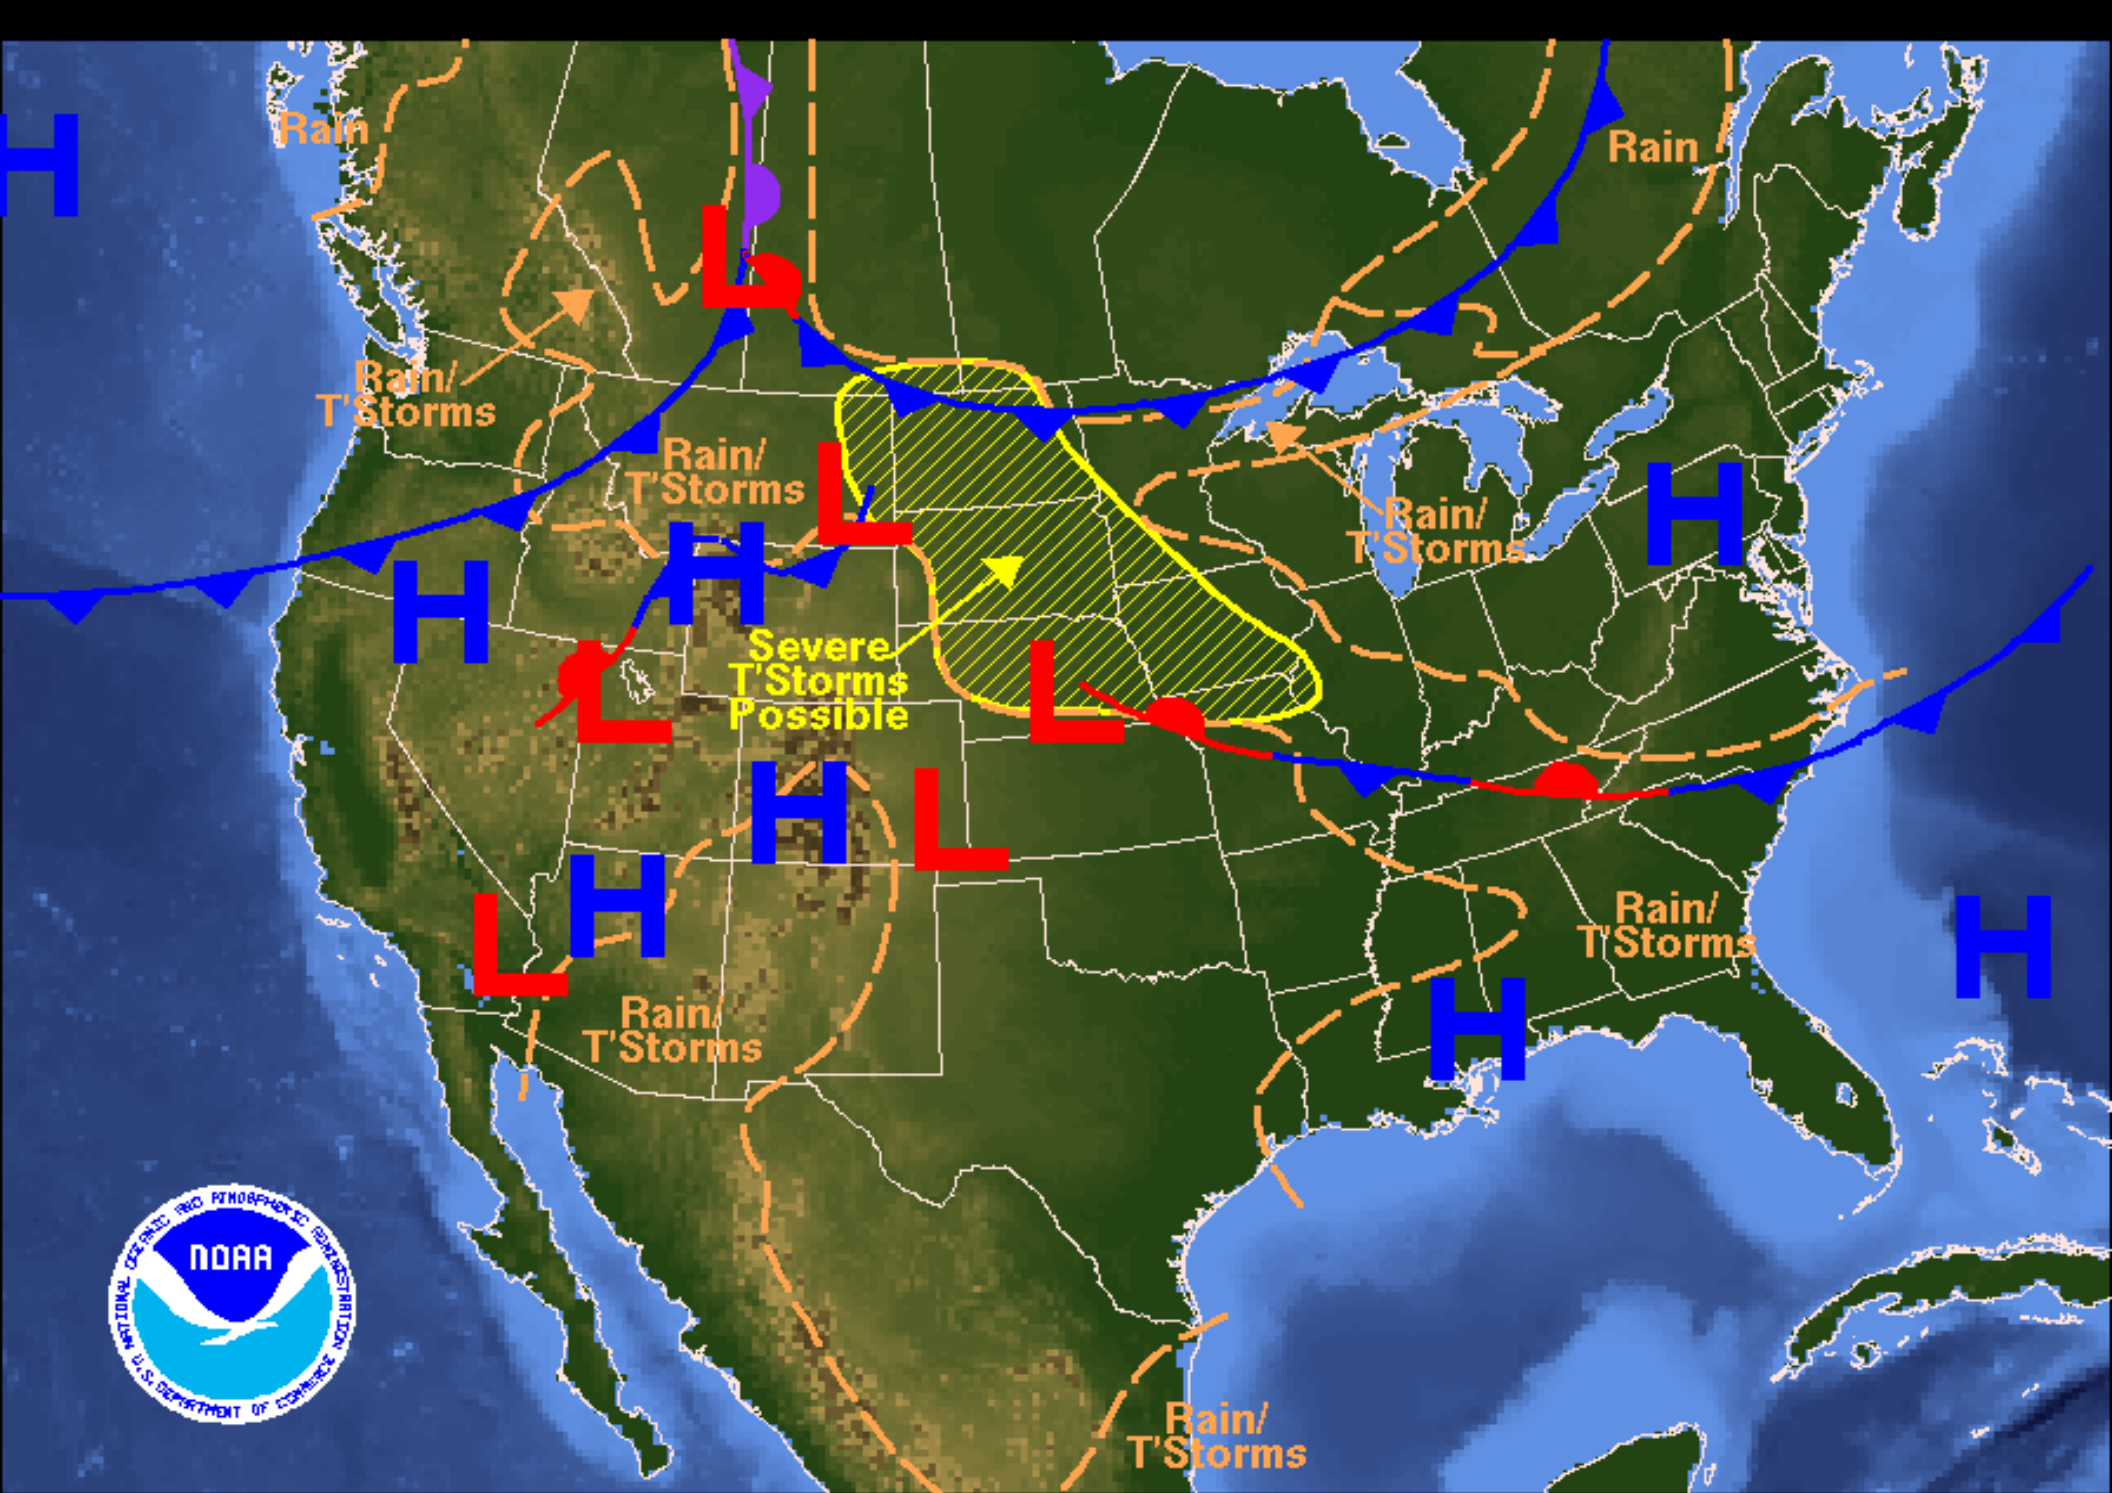 Rain
Rain
H
L
Rain/
T'Storms
Rain/
T'Storms
L
H
Rain/
T'Storms
H
H
Severe
T'Storms
Possible
L
L
H
L
H
L
Rain/
T'Storms
H
H
Rain/
T'Storms
NATIONAL OCEANIC AND ATMOSPHERIC ADMINISTRATION
NOAA
U.S. DEPARTMENT OF COMMERCE
Rain/
T'Storms